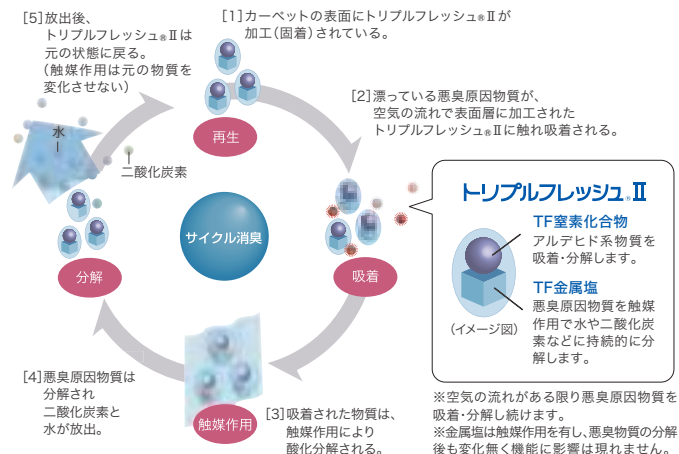 [1]カーペットの表面にトリプルフレッシュ®Ⅱが
加工(固着)されている。
[2]漂っている悪臭原因物質が、
空気の流れで表面層に加工された
トリプルフレッシュ®Ⅱに触れ吸着される。
[3]吸着された物質は、
触媒作用により
酸化分解される。
[4]悪臭原因物質は
分解され
二酸化炭素と
水が放出。
[5]放出後、
トリプルフレッシュ®Ⅱは
元の状態に戻る。
(触媒作用は元の物質を
変化させない)
水
二酸化炭素
再生
吸着
触媒作用
分解
サイクル消臭
トリプルフレッシュ®Ⅱ
TF窒素化合物
アルデヒド系物質を
吸着・分解します。
TF金属塩
悪臭原因物質を触媒
作用で水や二酸化炭
素などに持続的に分
解します。
(イメージ図)
※空気の流れがある限り悪臭原因物質を
吸着・分解し続けます。
※金属塩は触媒作用を有し、悪臭物質の分解
後も変化無く機能に影響は現れません。